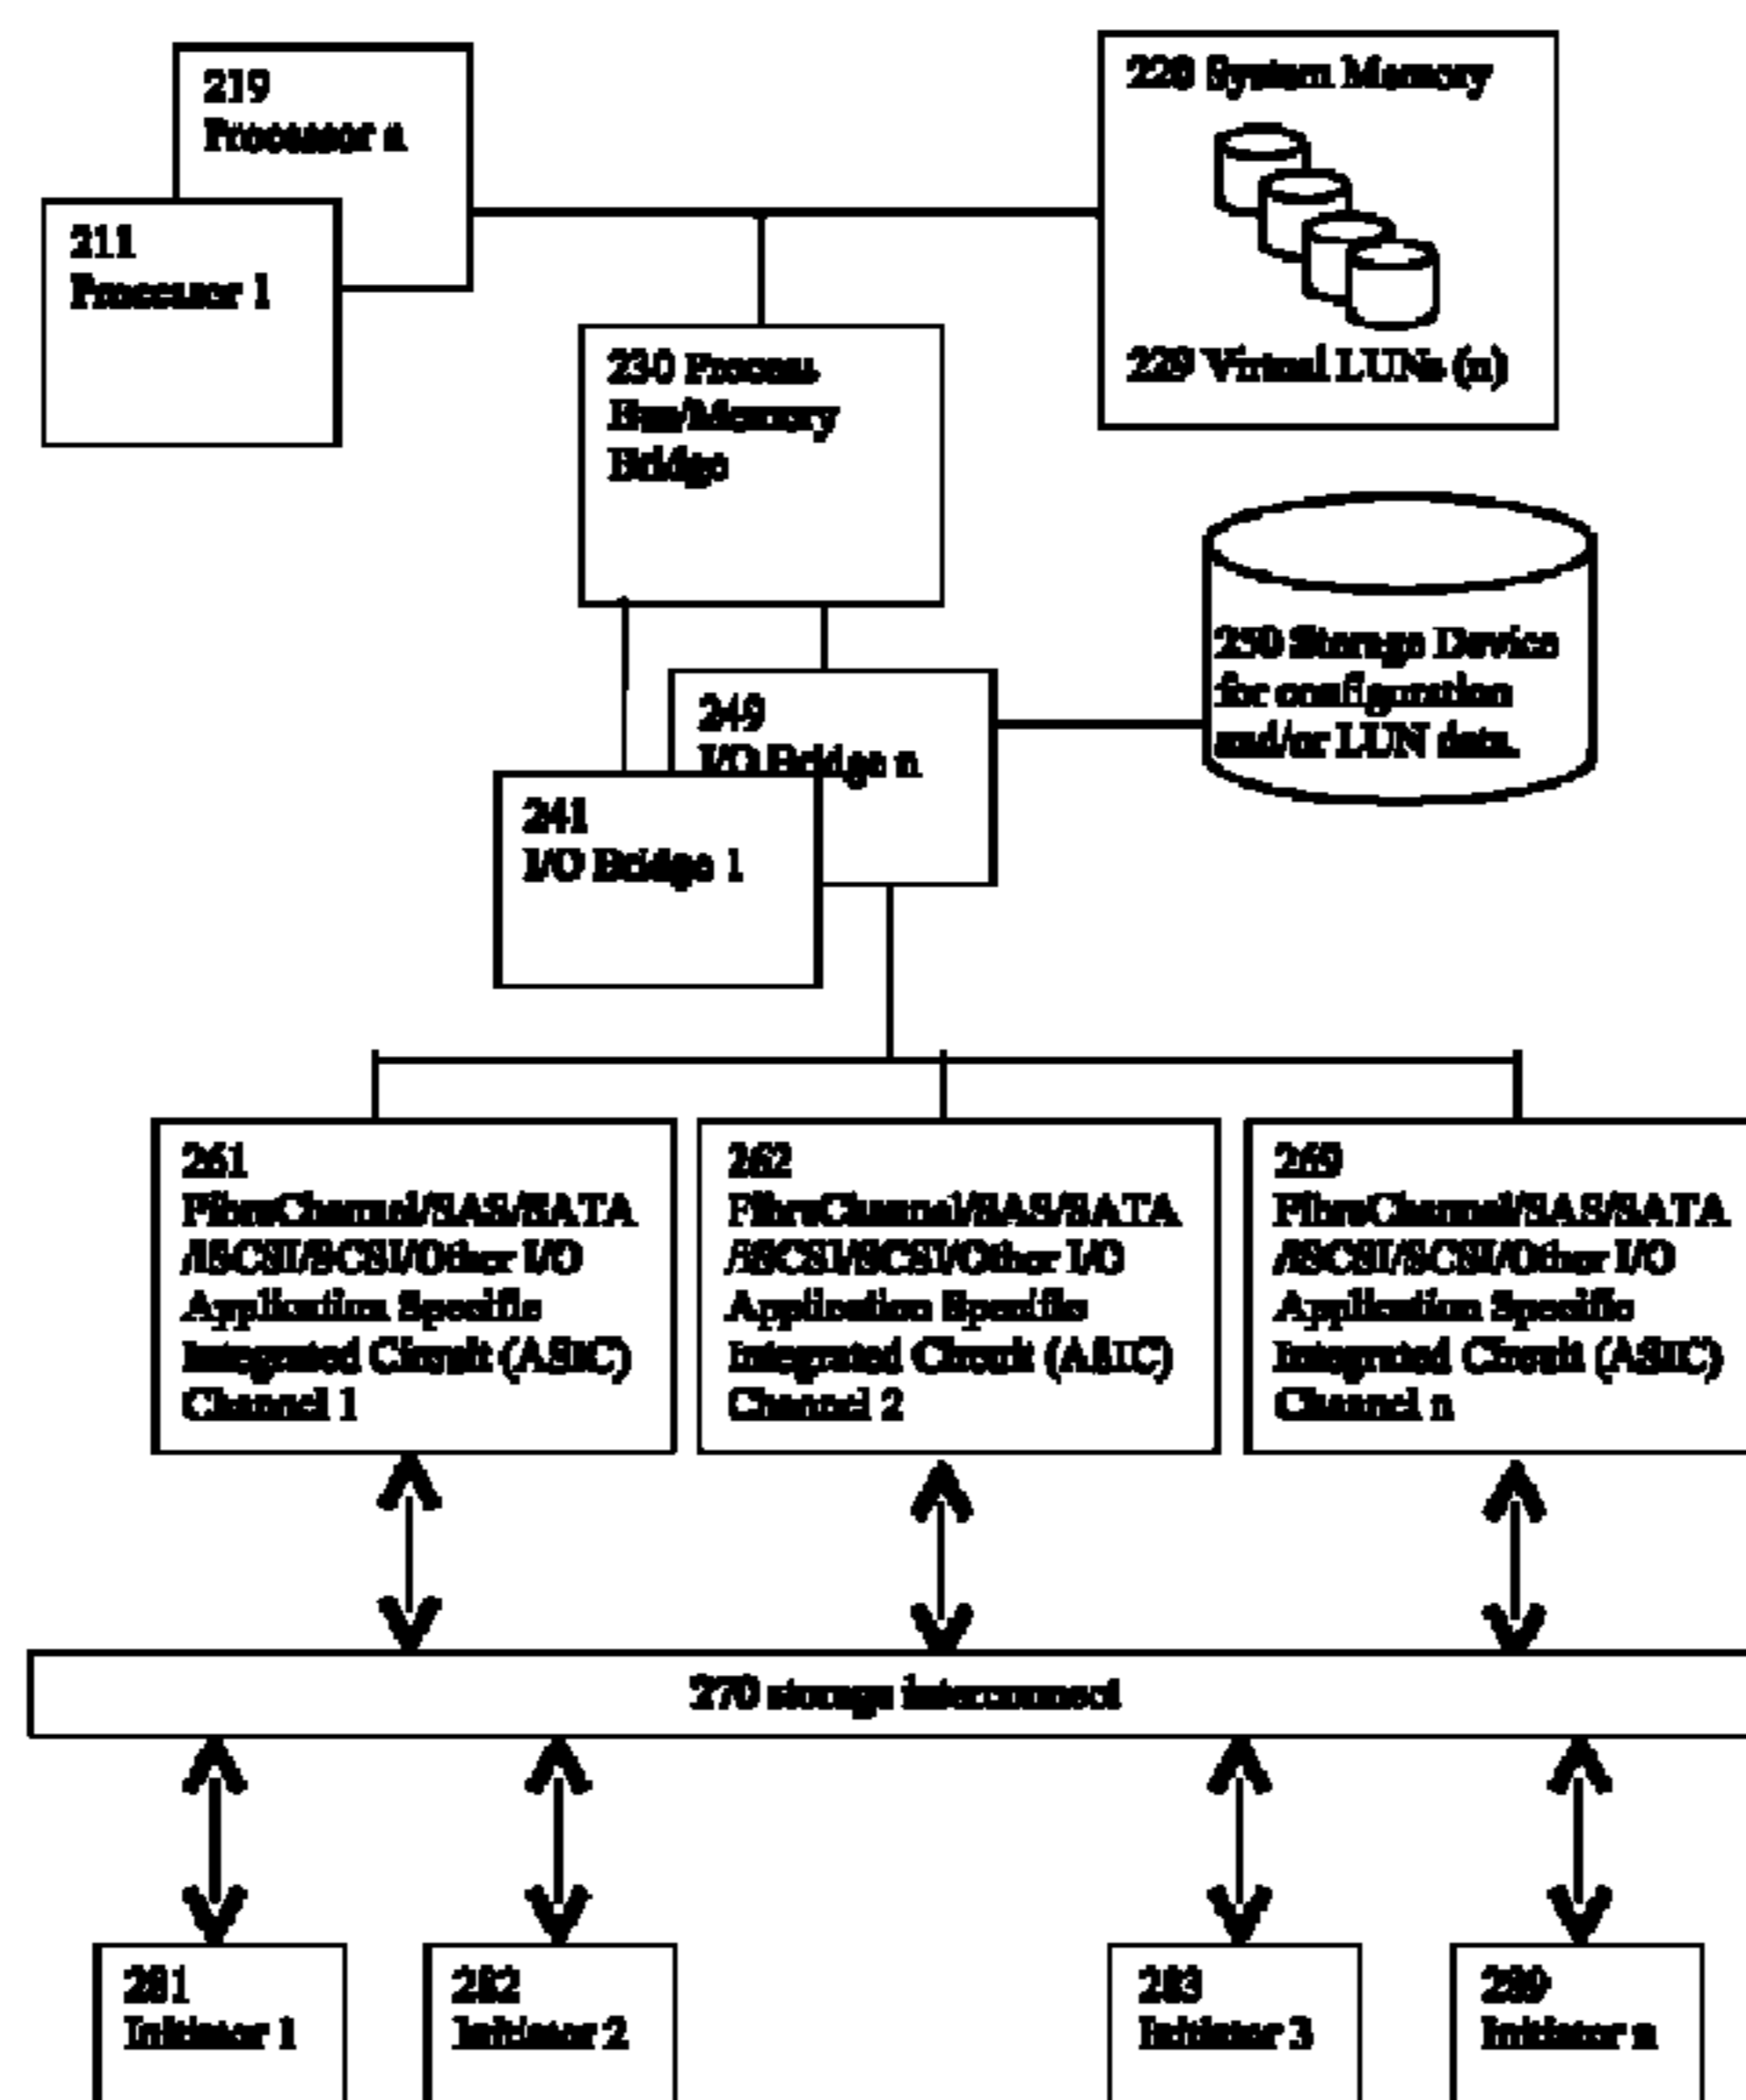 219
Processor n
220 System Memory
211
Processor 1
229 Virtual LUNs (n)
230 Process
Bus/Memory
Bridge
250 Storage Device
for configuration
and/or LUN data.
249
I/O Bridge n
241
I/O Bridge 1
261
FibreChannel/SAS/SATA
/iSCSI/SCSI/Other I/O
Application Specific
Integrated Circuit (ASIC)
Channel 1
262
FibreChannel/SAS/SATA
/iSCSI/SCSI/Other I/O
Application Specific
Integrated Circuit (ASIC)
Channel 2
269
FibreChannel/SAS/SATA
/iSCSI/SCSI/Other I/O
Application Specific
Integrated Circuit (ASIC)
Channel n
270 storage interconnect
281
Initiator 1
282
Initiator 2
283
Initiator 3
289
Initiator n